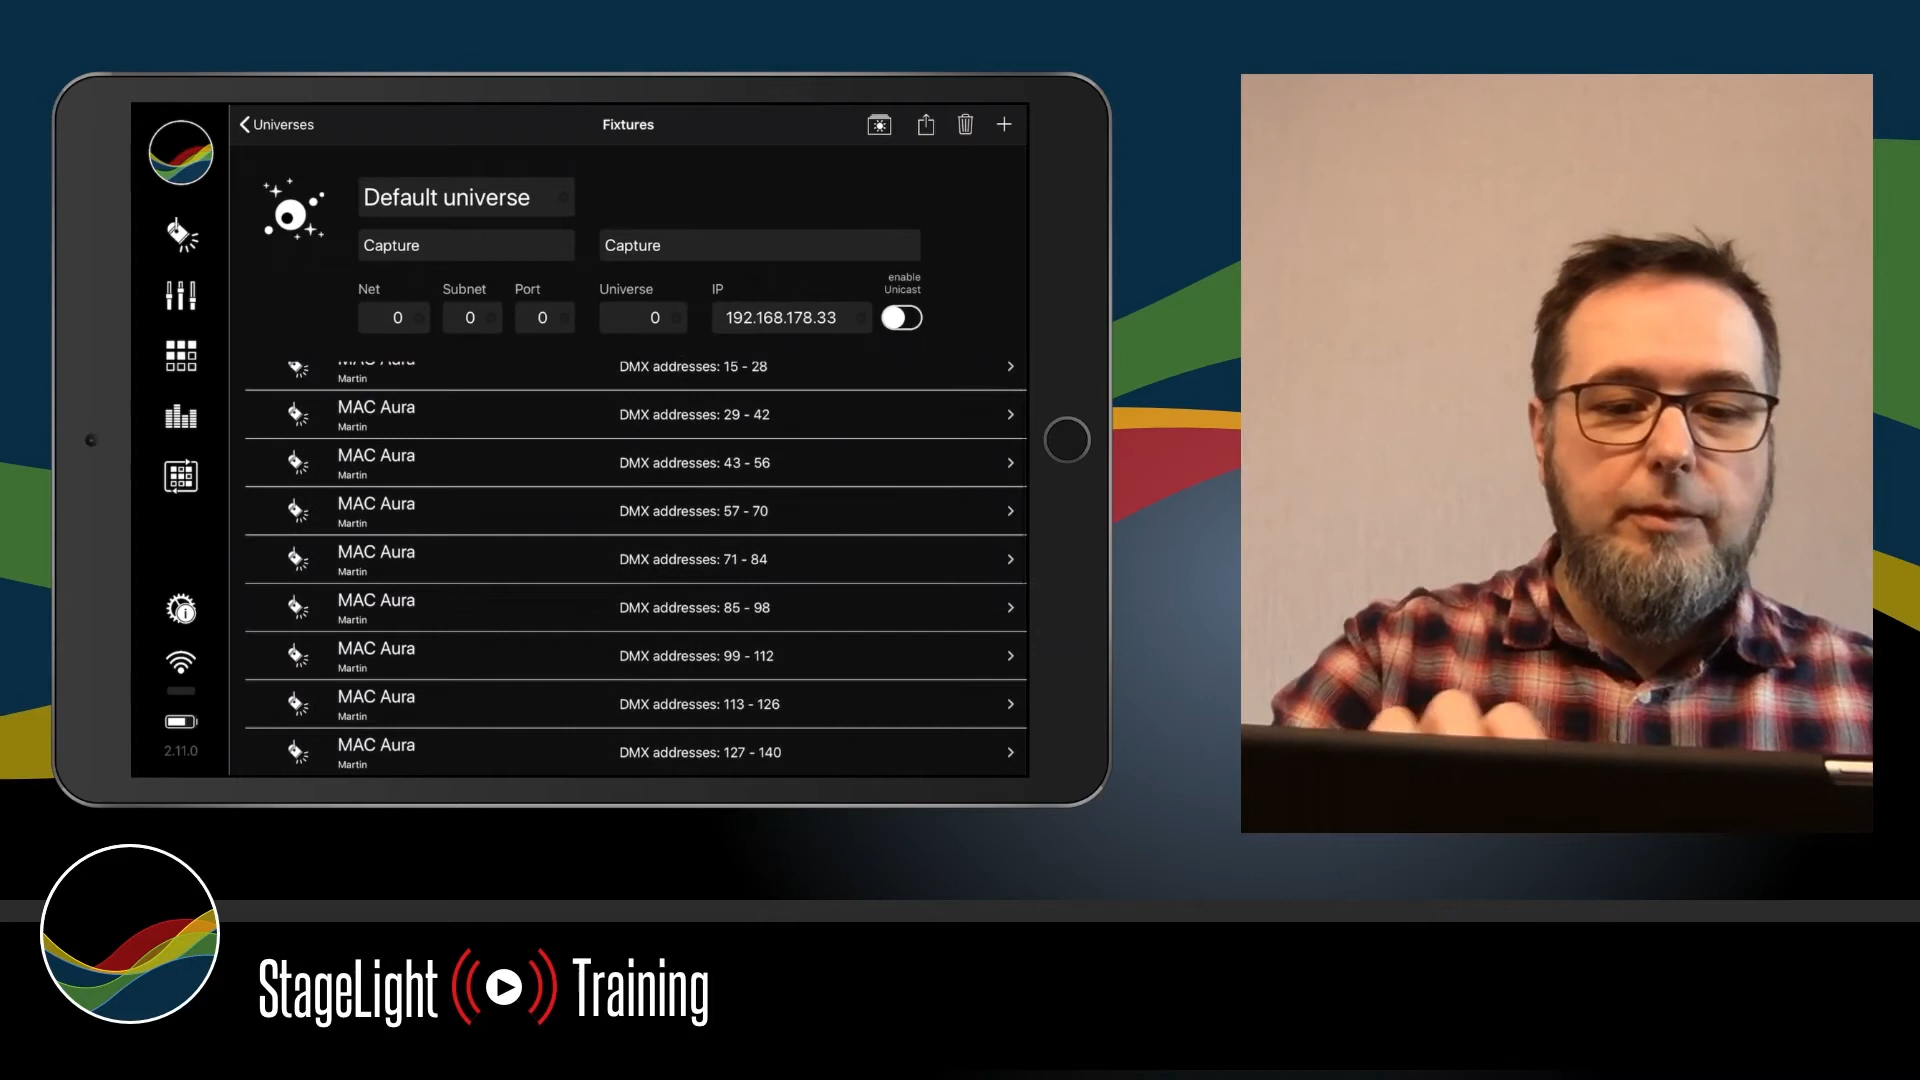 Universes
Fixtures
Default universe
Capture
Capture
enable
Unicast
Net
Subnet
Port
Universe
IP
0
0
0
0
192.168.178.33
MAC Aura
Martin
DMX addresses: 15 - 28
MAC Aura
Martin
DMX addresses: 29 - 42
MAC Aura
Martin
DMX addresses: 43 - 56
MAC Aura
Martin
DMX addresses: 57 - 70
MAC Aura
Martin
DMX addresses: 71 - 84
MAC Aura
Martin
DMX addresses: 85 - 98
MAC Aura
Martin
DMX addresses: 99 - 112
MAC Aura
Martin
DMX addresses: 113 - 126
MAC Aura
Martin
DMX addresses: 127 - 140
2.11.0
StageLight Training